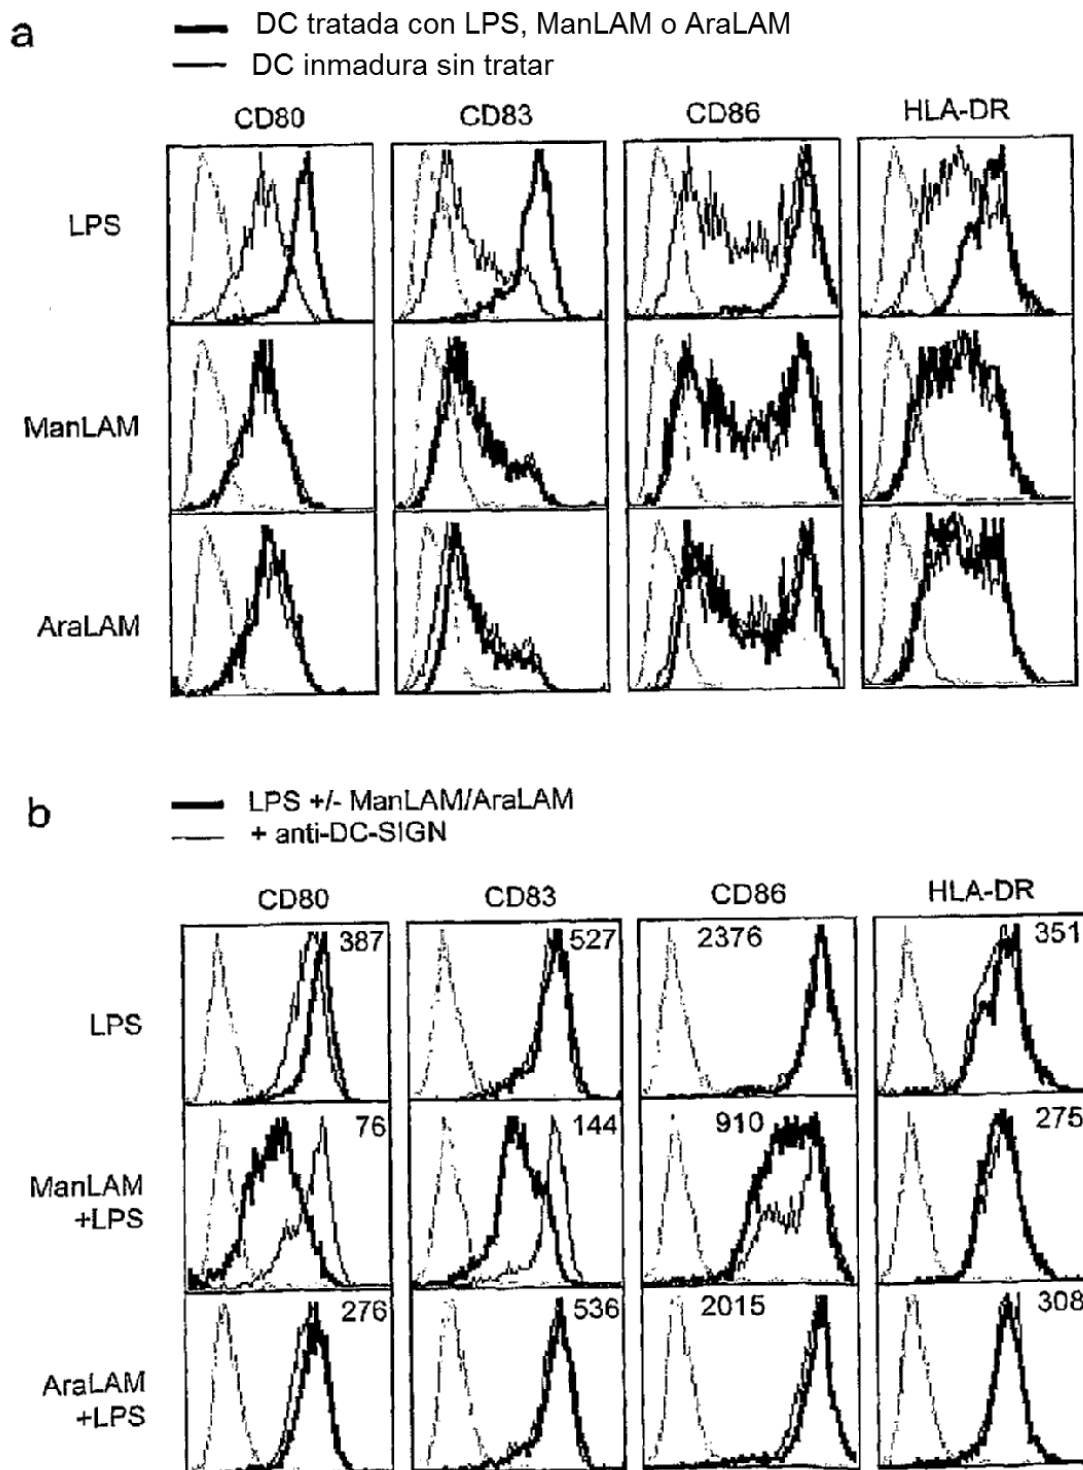 a
DC tratada con LPS, ManLAM o AraLAM
DC inmadura sin tratar
CD80 CD83 CD86 HLA-DR
LPS
ManLAM
AraLAM
b
LPS +/- ManLAM/AraLAM
+ anti-DC-SIGN
CD80 CD83 CD86 HLA-DR
LPS 387 527 2376 351
ManLAM
+LPS
76 144 910 275
AraLAM
+LPS
276 536 2015 308